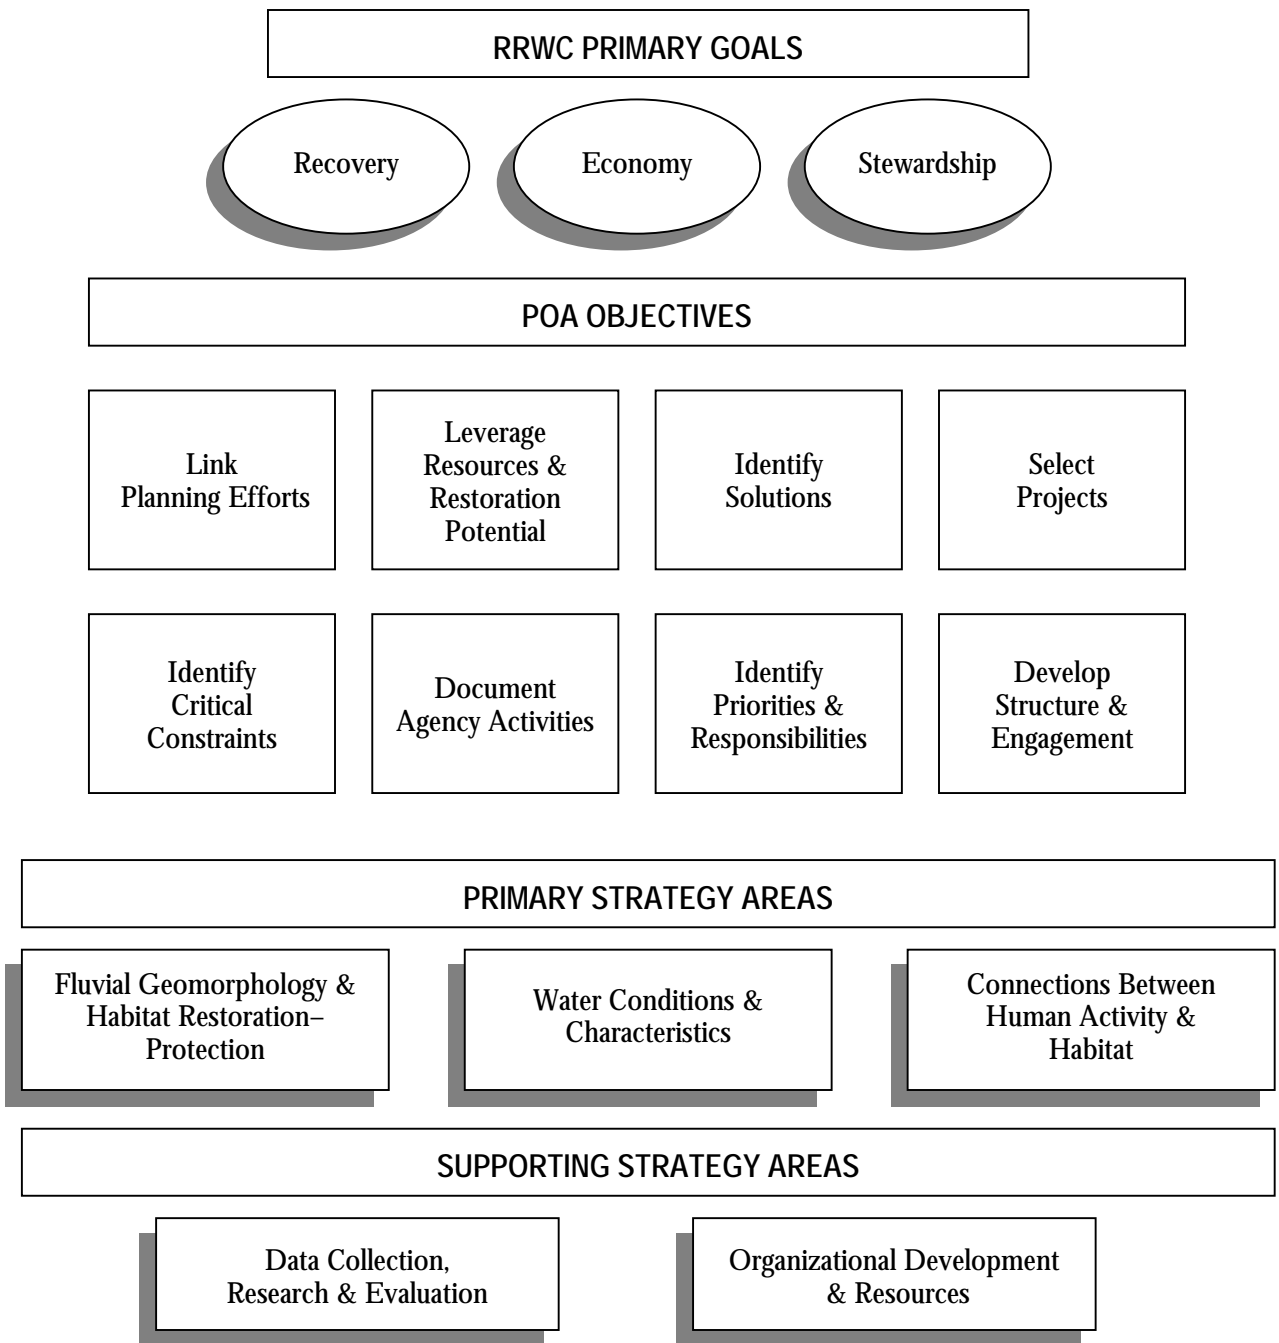 RRWC PRIMARY GOALS
Recovery
Economy
Stewardship
POA OBJECTIVES
Link
Planning Efforts
Leverage
Resources &
Restoration
Potential
Identify
Solutions
Select
Projects
Identify
Critical
Constraints
Document
Agency Activities
Identify
Priorities &
Responsibilities
Develop
Structure &
Engagement
PRIMARY STRATEGY AREAS
Fluvial Geomorphology &
Habitat Restoration–
Protection
Water Conditions &
Characteristics
Connections Between
Human Activity &
Habitat
SUPPORTING STRATEGY AREAS
Data Collection,
Research & Evaluation
Organizational Development
& Resources